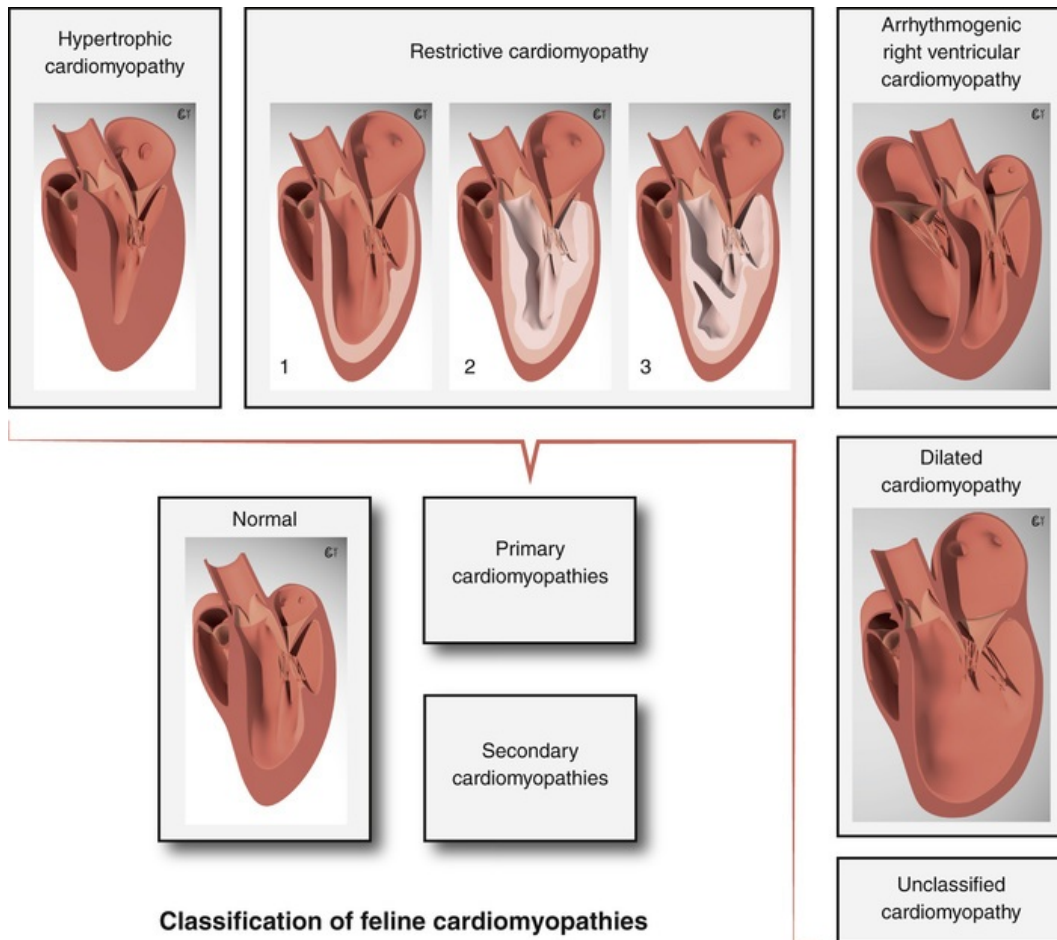 Hypertrophic
cardiomyopathy
Restrictive cardiomyopathy
1
2
3
Arrhythmogenic
right ventricular
cardiomyopathy
Normal
Primary
cardiomyopathies
Secondary
cardiomyopathies
Dilated
cardiomyopathy
Unclassified
cardiomyopathy
Classification of feline cardiomyopathies